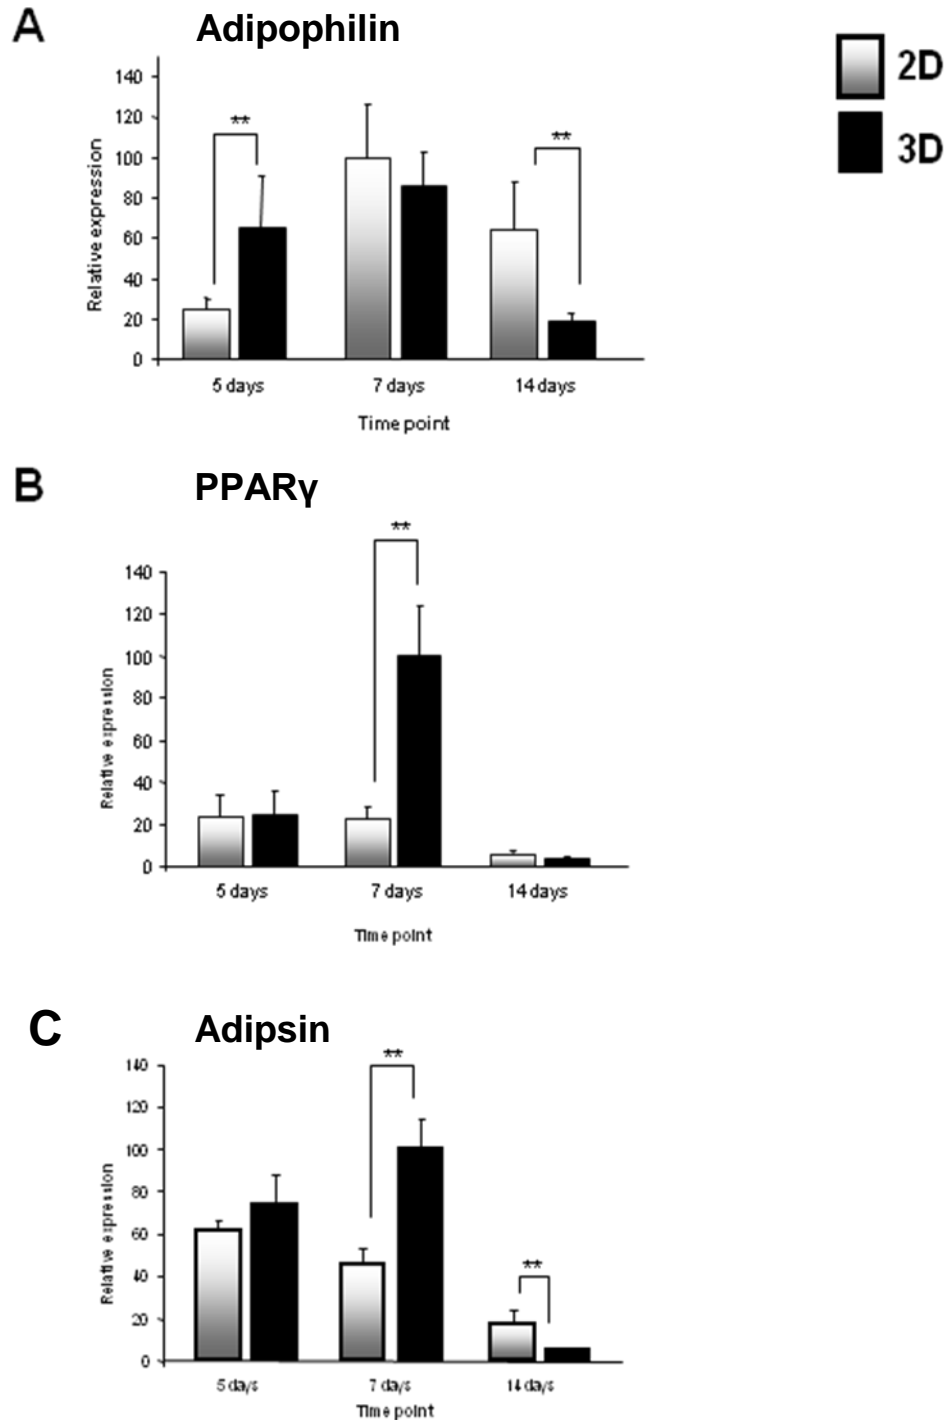 A
Adipophilin
2D
3D
Relative expression
140
120
100
80
60
40
20
0
**
**
5 days
7 days
14 days
Time point
B
PPARγ
Relative expression
140
120
100
80
60
40
20
0
**
5 days
7 days
14 days
Time point
C
Adipsin
Relative expression
140
120
100
80
60
40
20
0
**
**
5 days
7 days
14 days
Time point